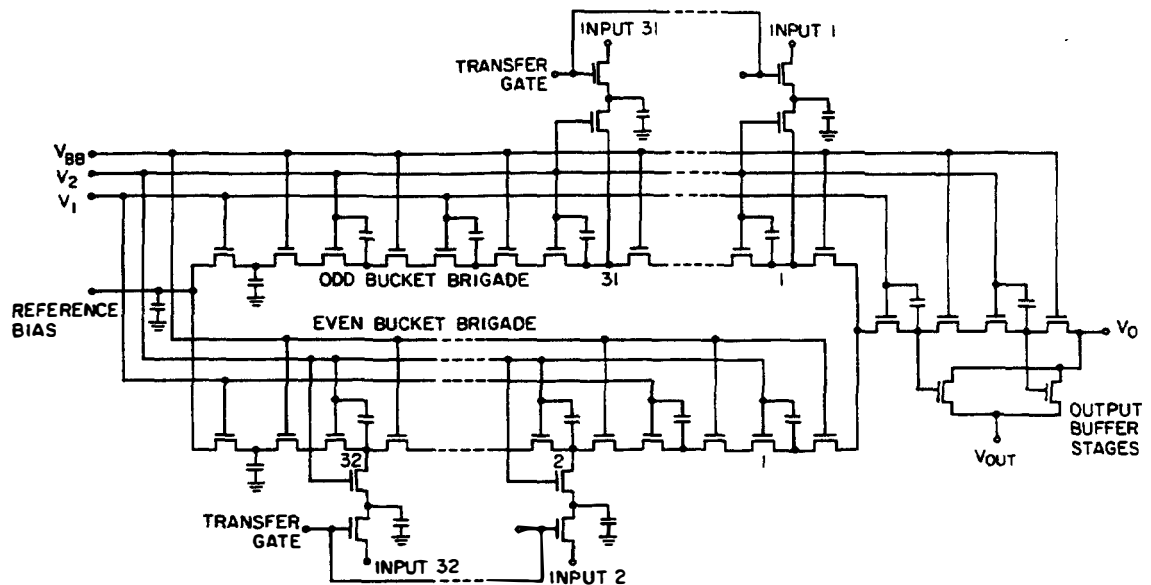 INPUT 31
INPUT 1
TRANSFER
GATE
VBB
V2
V1
ODD BUCKET BRIGADE
31
1
REFERENCE
BIAS
EVEN BUCKET BRIGADE
VO
32
2
1
OUTPUT
BUFFER
STAGES
VOUT
TRANSFER
GATE
INPUT 32
INPUT 2